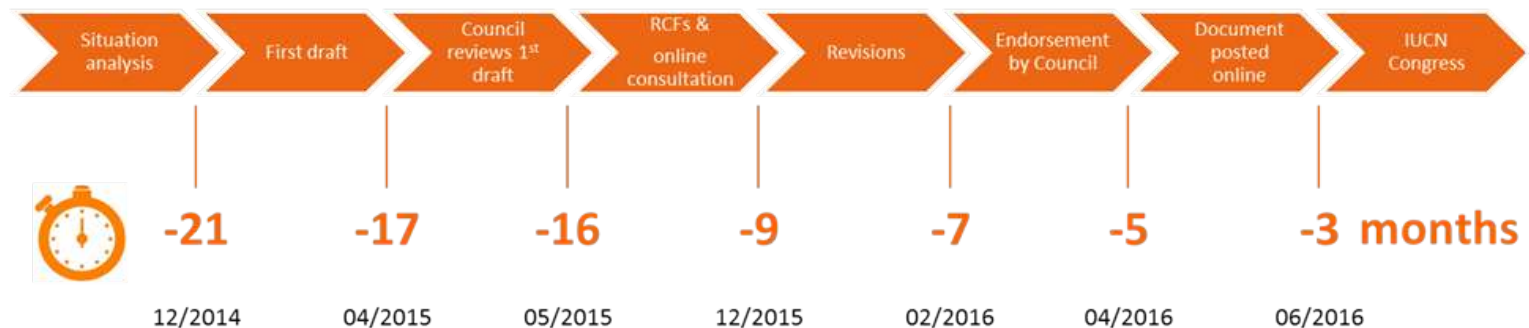 Situation
analysis
First draft
Council
reviews 1st
draft
RCFs &
online
consultation
Revisions
Endorsement
by Council
Document
posted
online
IUCN
Congress
-21
-17
-16
-9
-7
-5
-3 months
12/2014
04/2015
05/2015
12/2015
02/2016
04/2016
06/2016